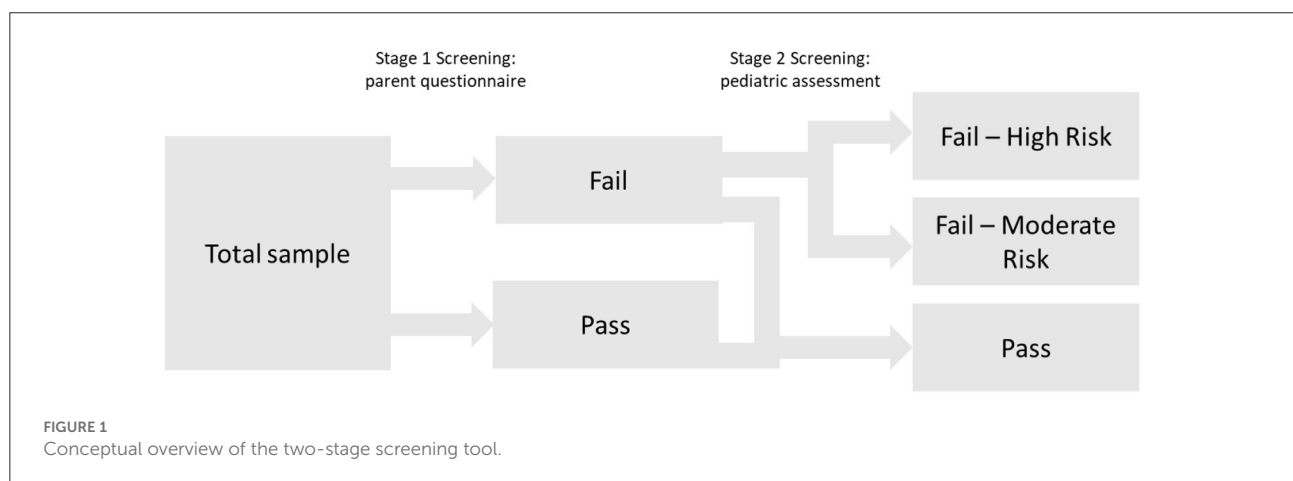 Stage 1 Screening:
parent questionnaire
Stage 2 Screening:
pediatric assessment
Total sample
Fail
Pass
Fail – High Risk
Fail – Moderate
Risk
Pass
FIGURE 1
Conceptual overview of the two-stage screening tool.